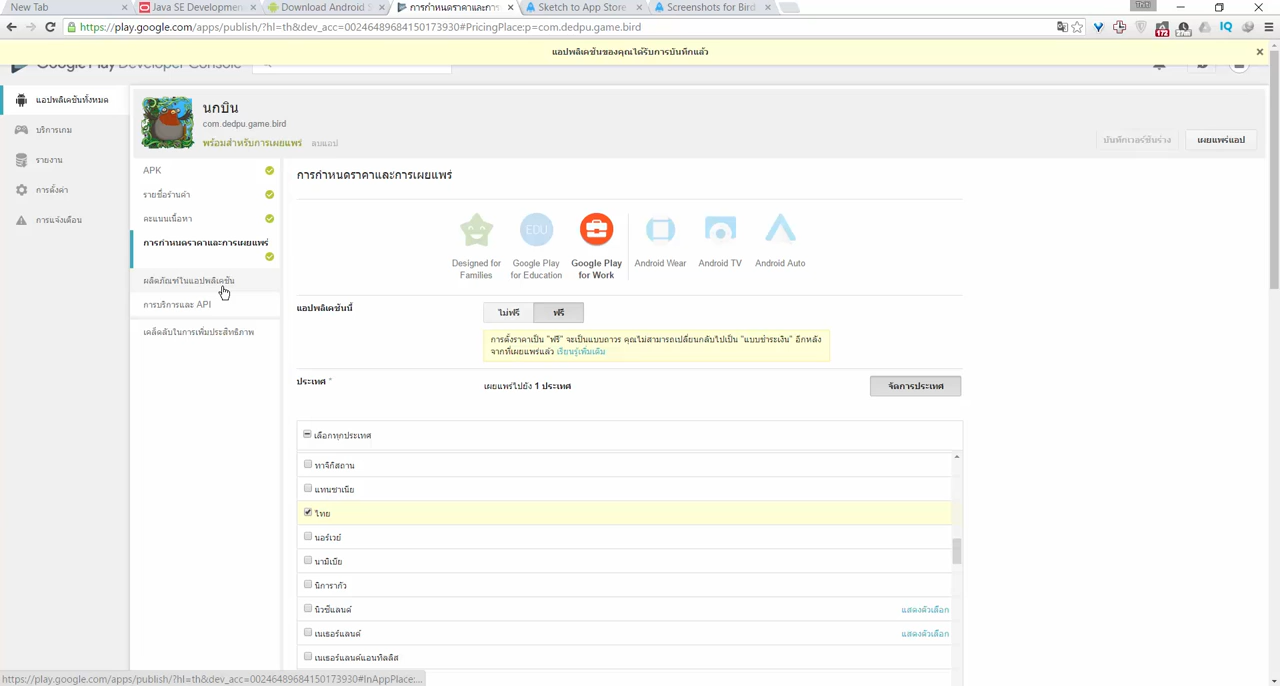 New Tab
Java SE Developmen
Download Android S
การกำหนดราคาและการ
Sketch to App Store
Screenshots for Bird
https://play.google.com/apps/publish/?hl=th&dev_acc=00246489684150173930#PricingPlace:p=com.dedpu.game.bird
แอปพลิเคชันของคุณได้รับการบันทึกแล้ว
Google Play Developer Console
แอปพลิเคชันทั้งหมด
บริการเกม
รายงาน
การตั้งค่า
การแจ้งเตือน
นกบิน
com.dedpu.game.bird
พร้อมสำหรับการเผยแพร่ ลบแอป
บันทึกเวอร์ชันร่าง
เผยแพร่แอป
APK
รายชื่อร้านค้า
คะแนนเนื้อหา
การกำหนดราคาและการเผยแพร่
ผลิตภัณฑ์ในแอปพลิเคชัน
การบริการและ API
เคล็ดลับในการเพิ่มประสิทธิภาพ
การกำหนดราคาและการเผยแพร่
EDU
Designed for Families
Google Play for Education
Google Play for Work
Android Wear
Android TV
Android Auto
แอปพลิเคชันนี้
ไม่ฟรี
ฟรี
การตั้งราคาเป็น "ฟรี" จะเป็นแบบถาวร คุณไม่สามารถเปลี่ยนกลับไปเป็น "แบบชำระเงิน" อีกหลัง
จากที่เผยแพร่แล้ว เรียนรู้เพิ่มเติม
ประเทศ *
เผยแพร่ไปยัง 1 ประเทศ
จัดการประเทศ
เลือกทุกประเทศ
ทาจิกิสถาน
แทนซาเนีย
ไทย
นอร์เวย์
นามิเบีย
นิการากัว
นิวซีแลนด์ แสดงตัวเลือก
เนเธอร์แลนด์ แสดงตัวเลือก
เนเธอร์แลนด์แอนทิลลิส
https://play.google.com/apps/publish/?hl=th&dev_acc=00246489684150173930#InAppPlace:...